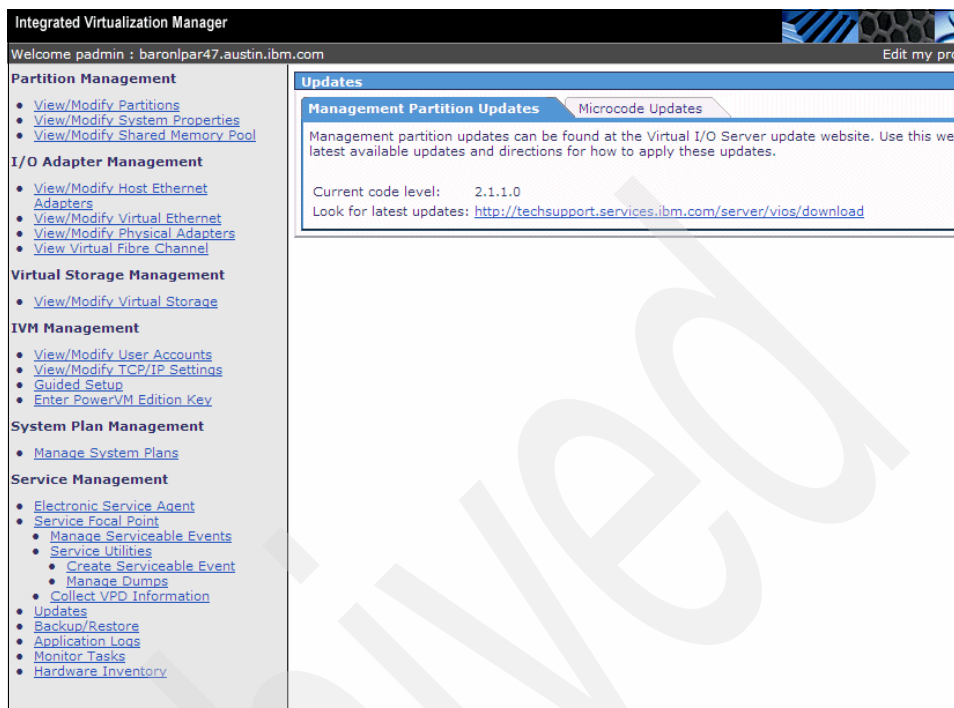 Integrated Virtualization Manager
Welcome padmin : baronlpar47.austin.ibm.com
Edit my pro
Partition Management
• View/Modify Partitions
• View/Modify System Properties
• View/Modify Shared Memory Pool
I/O Adapter Management
• View/Modify Host Ethernet
Adapters
• View/Modify Virtual Ethernet
• View/Modify Physical Adapters
• View Virtual Fibre Channel
Virtual Storage Management
• View/Modify Virtual Storage
IVM Management
• View/Modify User Accounts
• View/Modify TCP/IP Settings
• Guided Setup
• Enter PowerVM Edition Key
System Plan Management
• Manage System Plans
Service Management
• Electronic Service Agent
• Service Focal Point
• Manage Serviceable Events
• Service Utilities
• Create Serviceable Event
• Manage Dumps
• Collect VPD Information
• Updates
• Backup/Restore
• Application Logs
• Monitor Tasks
• Hardware Inventory
Updates
Management Partition Updates
Microcode Updates
Management partition updates can be found at the Virtual I/O Server update website. Use this we
latest available updates and directions for how to apply these updates.
Current code level: 2.1.1.0
Look for latest updates: http://techsupport.services.ibm.com/server/vios/download
hived